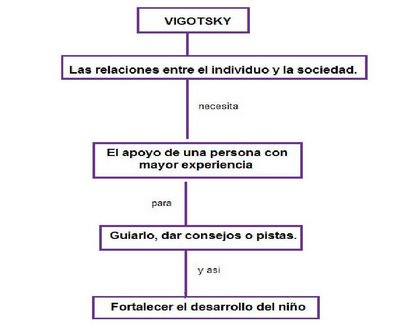 VIGOTSKY
Las relaciones entre el individuo y la sociedad.
necesita
El apoyo de una persona con
mayor experiencia
para
Guiarlo, dar consejos o pistas.
y asi
Fortalecer el desarrollo del niño